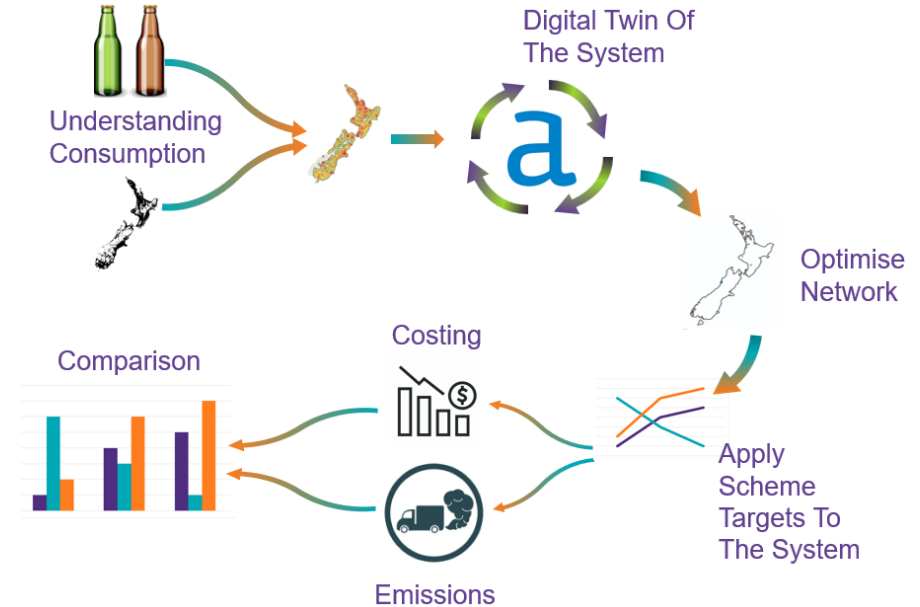 Digital Twin Of
The System
Understanding
Consumption
a
Optimise
Network
Costing
$
Comparison
Apply
Scheme
Targets To
The System
Emissions